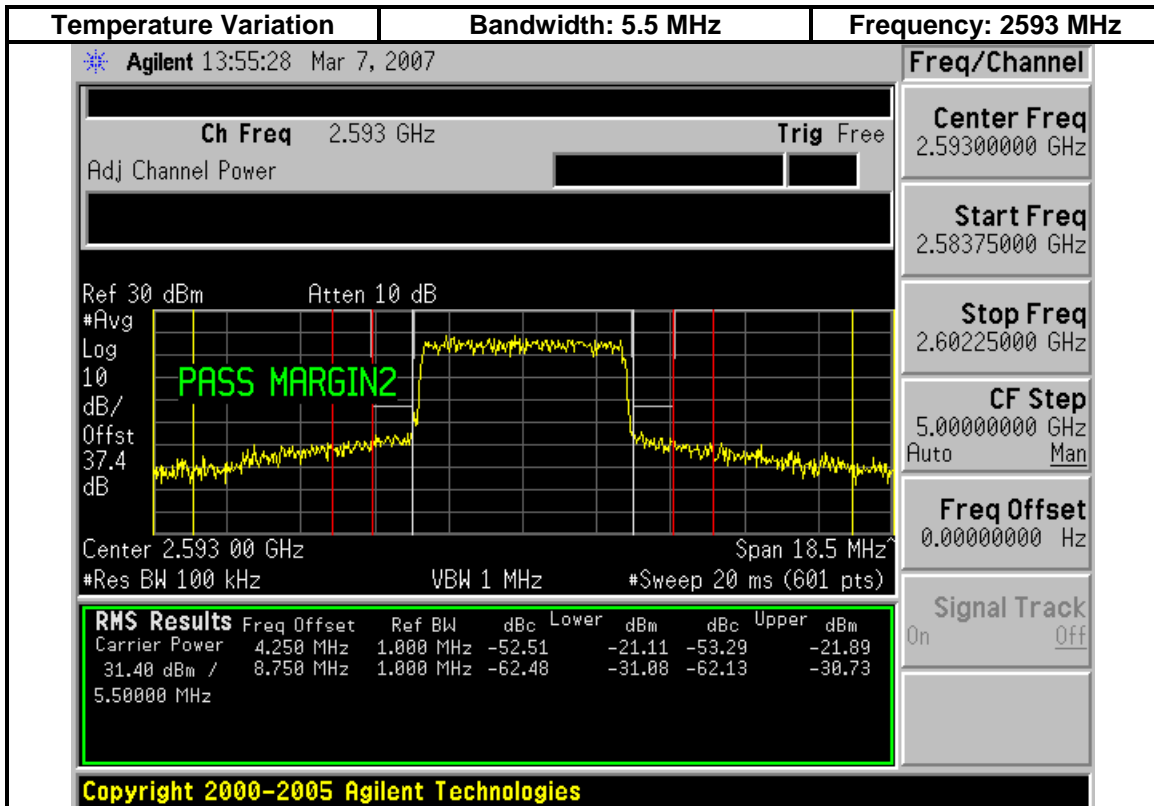 Temperature Variation Bandwidth: 5.5 MHz Frequency: 2593 MHz
Agilent 13:55:28 Mar 7, 2007 Freq/Channel
Ch Freq 2.593 GHz Trig Free
Adj Channel Power
Center Freq
2.59300000 GHz
Start Freq
2.58375000 GHz
Stop Freq
2.60225000 GHz
CF Step
5.00000000 GHz
Auto Man
Freq Offset
0.00000000 Hz
Signal Track
On Off
Ref 30 dBm Atten 10 dB
#Avg
Log
10
dB/
Offst
37.4
dB
PASS MARGIN2
Center 2.593 00 GHz Span 18.5 MHz^
#Res BW 100 kHz VBW 1 MHz #Sweep 20 ms (601 pts)
RMS Results Freq Offset Ref BW dBc Lower dBm dBc Upper dBm
Carrier Power 4.250 MHz 1.000 MHz -52.51 -21.11 -53.29 -21.89
31.40 dBm / 8.750 MHz 1.000 MHz -62.48 -31.08 -62.13 -30.73
5.50000 MHz
Copyright 2000-2005 Agilent Technologies